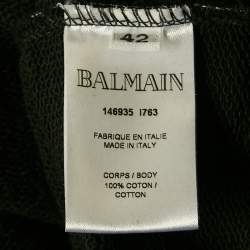 42
BALMAIN
146935 I763
FABRIQUE EN ITALIE
MADE IN ITALY
CORPS / BODY
100% COTON /
COTTON